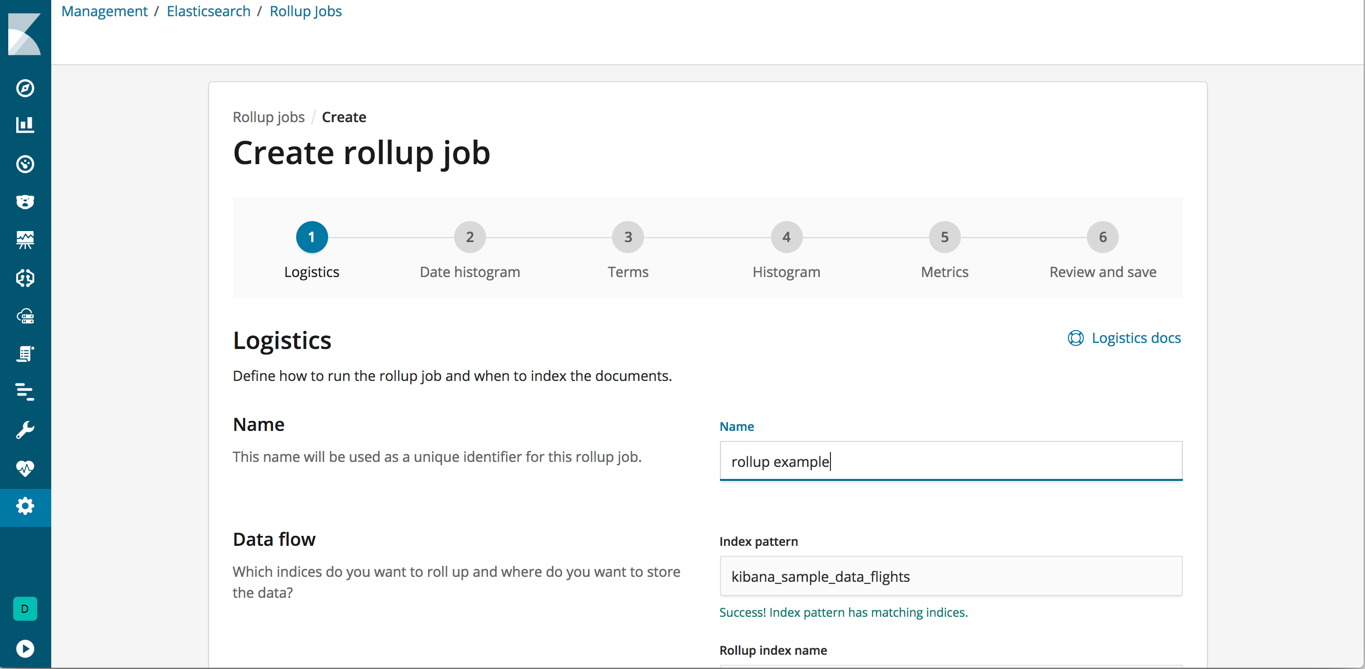 Management / Elasticsearch / Rollup Jobs
Rollup jobs / Create
Create rollup job
1 2 3 4 5 6
Logistics Date histogram Terms Histogram Metrics Review and save
Logistics
Logistics docs
Define how to run the rollup job and when to index the documents.
Name
This name will be used as a unique identifier for this rollup job.
Name
rollup example
Data flow
Which indices do you want to roll up and where do you want to store
the data?
Index pattern
kibana_sample_data_flights
Success! Index pattern has matching indices.
Rollup index name
D